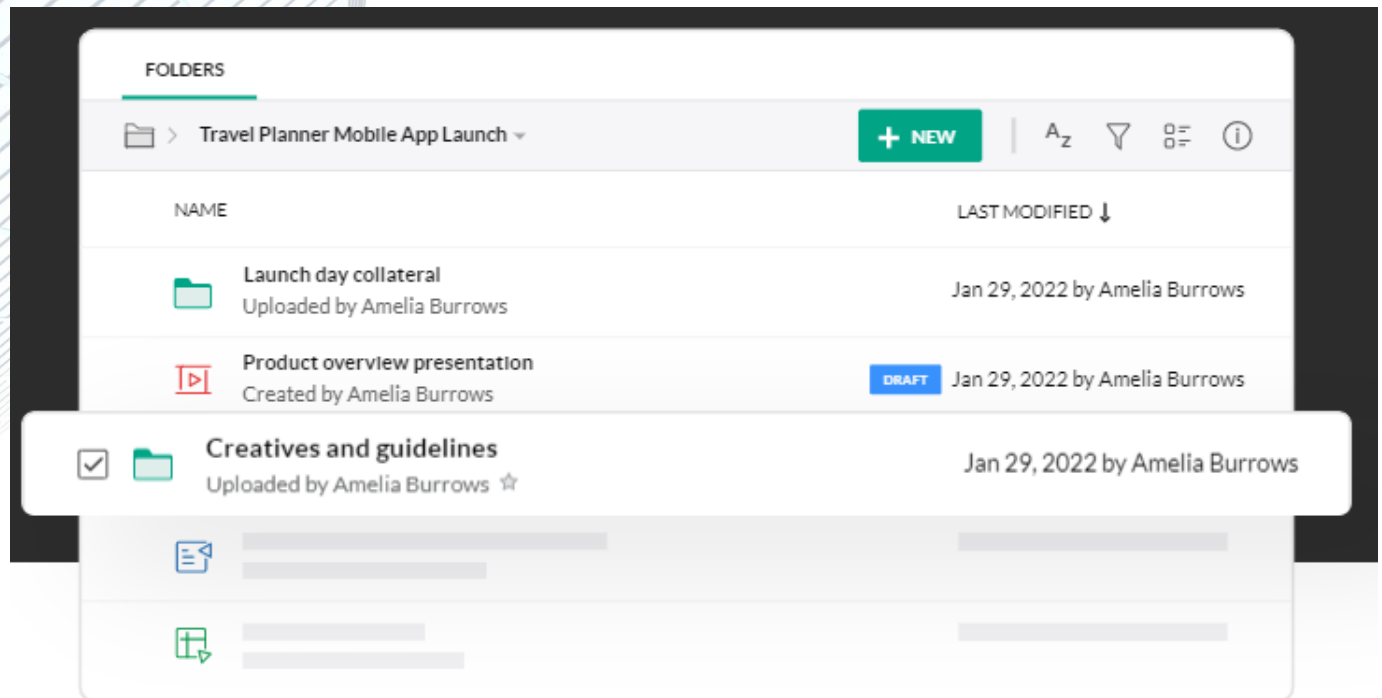 FOLDERS
Travel Planner Mobile App Launch
+ NEW
AZ
NAME
LAST MODIFIED ↓
Launch day collateral
Uploaded by Amelia Burrows
Jan 29, 2022 by Amelia Burrows
Product overview presentation
Created by Amelia Burrows
DRAFT
Jan 29, 2022 by Amelia Burrows
Creatives and guidelines
Uploaded by Amelia Burrows
Jan 29, 2022 by Amelia Burrows